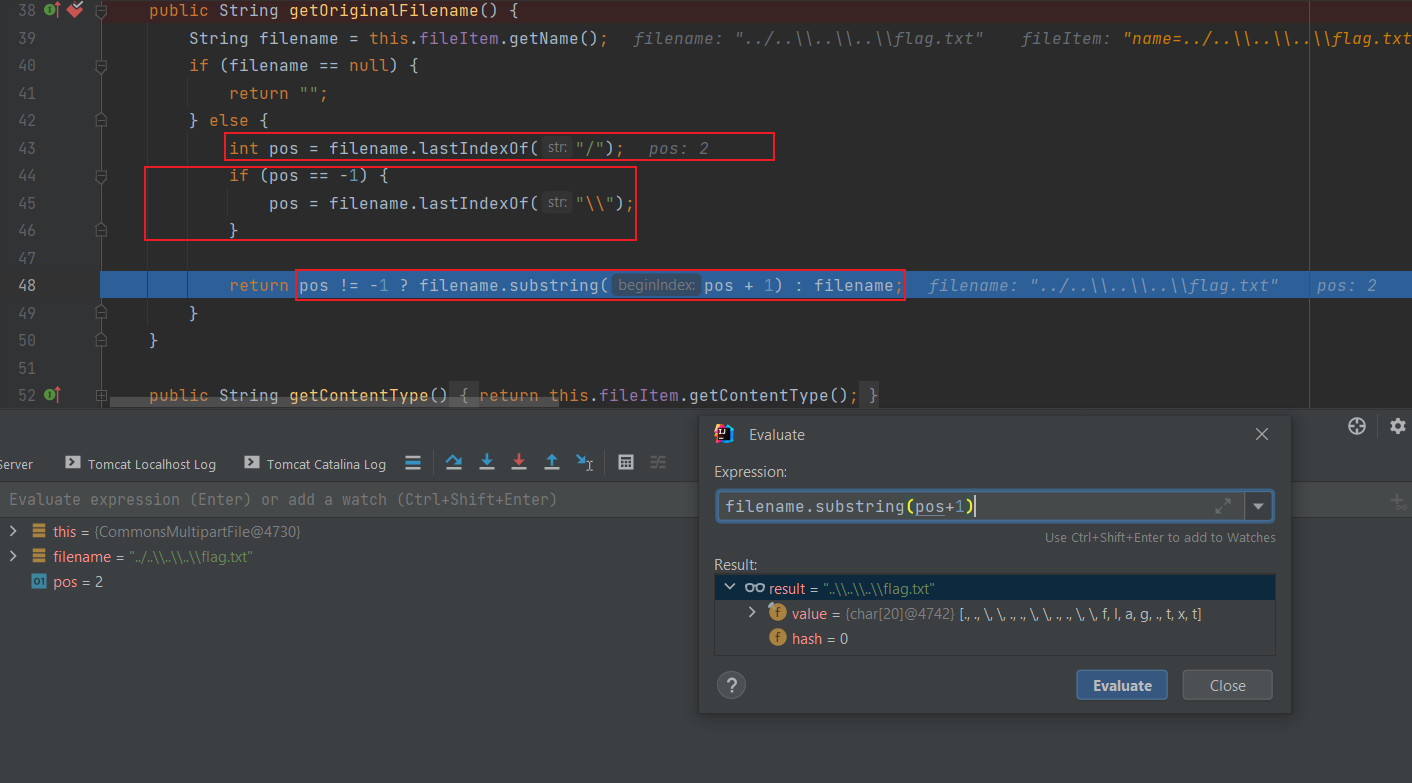 38 public String getOriginalFilename() {
39 String filename = this.fileItem.getName(); filename: "../..\\..\\..\\flag.txt" fileItem: "name=../..\\..\\..\\flag.txt
40 if (filename == null) {
41 return "";
42 } else {
43 int pos = filename.lastIndexOf( str: "/"); pos: 2
44 if (pos == -1) {
45 pos = filename.lastIndexOf( str: "\\");
46 }
47
48 return pos != -1 ? filename.substring( beginIndex: pos + 1) : filename; filename: "../..\\..\\..\\flag.txt" pos: 2
49 }
50 }
51
52 public String getContentType() { return this.fileItem.getContentType(); }
Server Tomcat Localhost Log Tomcat Catalina Log
Evaluate expression (Enter) or add a watch (Ctrl+Shift+Enter)
this = {CommonsMultipartFile@4730}
filename = "../..\\..\\..\\flag.txt"
01 pos = 2
Evaluate
Expression:
filename.substring(pos+1)
Use Ctrl+Shift+Enter to add to Watches
Result:
result = "..\\..\\..\\flag.txt"
f value = {char[20]@4742} [., ., \, \, ., ., \, \, ., ., \, \, f, l, a, g, ., t, x, t]
f hash = 0
? Evaluate Close